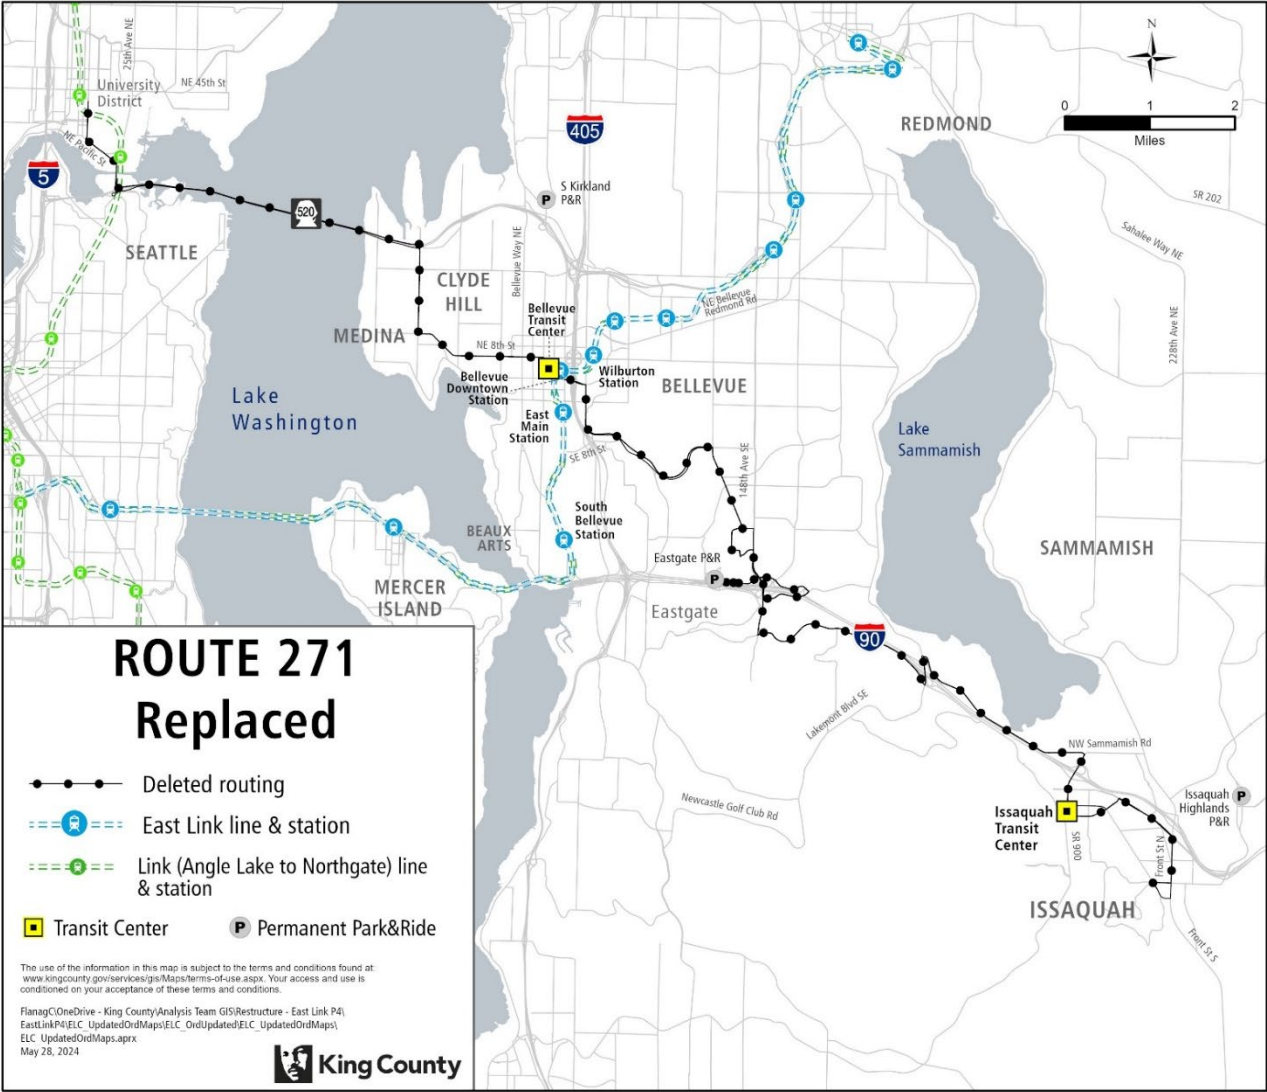 N
0 1 2
Miles
25th Ave NE
University
District
NE 45th St
NE Pacific St
5
405
REDMOND
S Kirkland
P&R
P
SR 202
Sahalee Way NE
520
SEATTLE
CLYDE
HILL
Bellevue Way NE
NE Bellevue
Redmond Rd
228th Ave NE
Bellevue
Transit
Center
MEDINA
NE 8th St
Wilburton
Station
Bellevue
Downtown
Station
BELLEVUE
Lake
Washington
East
Main
Station
Lake
Sammamish
SE 8th St
148th Ave SE
South
Bellevue
Station
BEAUX
ARTS
Eastgate P&R
P
SAMMAMISH
MERCER
ISLAND
Eastgate
90
Lakemont Blvd SE
NW Sammamish Rd
Newcastle Golf Club Rd
Issaquah
Highlands
P&R
P
Issaquah
Transit
Center
SR 900
Front St N
ISSAQUAH
Front St S
ROUTE 271
Replaced
Deleted routing
East Link line & station
Link (Angle Lake to Northgate) line
& station
Transit Center
P Permanent Park&Ride
The use of the information in this map is subject to the terms and conditions found at:
www.kingcounty.gov/services/gis/Maps/terms-of-use.aspx. Your access and use is
conditioned on your acceptance of these terms and conditions.
FlanagC\OneDrive - King County\Analysis Team GIS\Restructure - East Link P4\
EastLinkP4\ELC_UpdatedOrdMaps\ELC_OrdUpdated\ELC_UpdatedOrdMaps\
ELC_UpdatedOrdMaps.aprx
May 28, 2024
King County